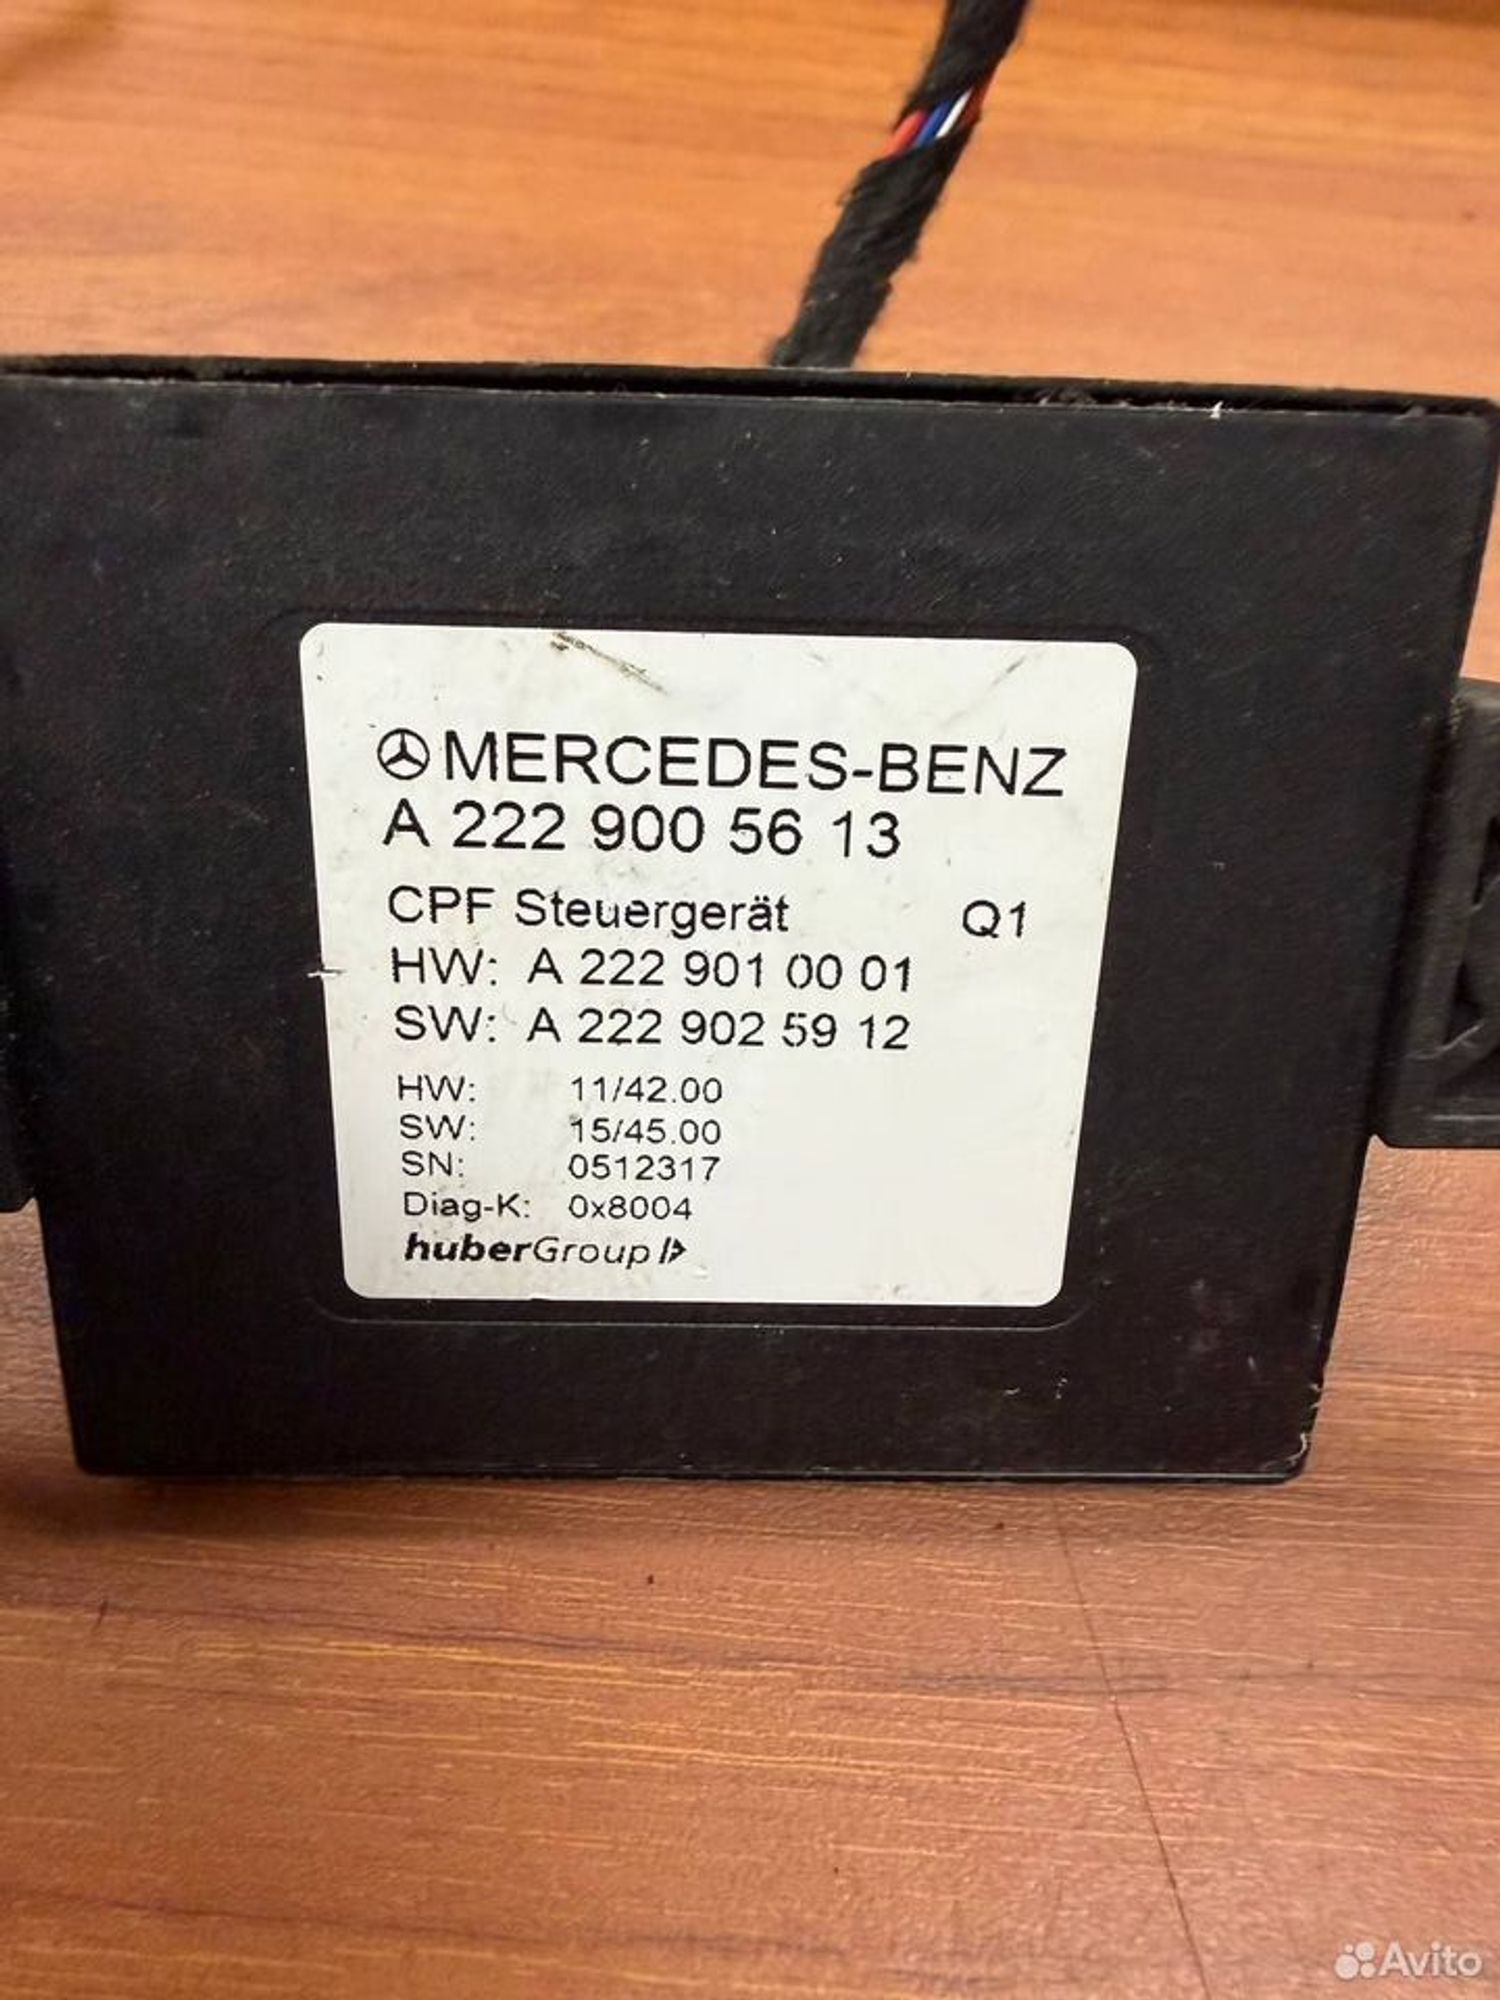 MERCEDES-BENZ
A 222 900 56 13
CPF Steuergerät Q1
HW: A 222 901 00 01
SW: A 222 902 59 12
HW: 11/42.00
SW: 15/45.00
SN: 0512317
Diag-K: 0x8004
huberGroup
Avito